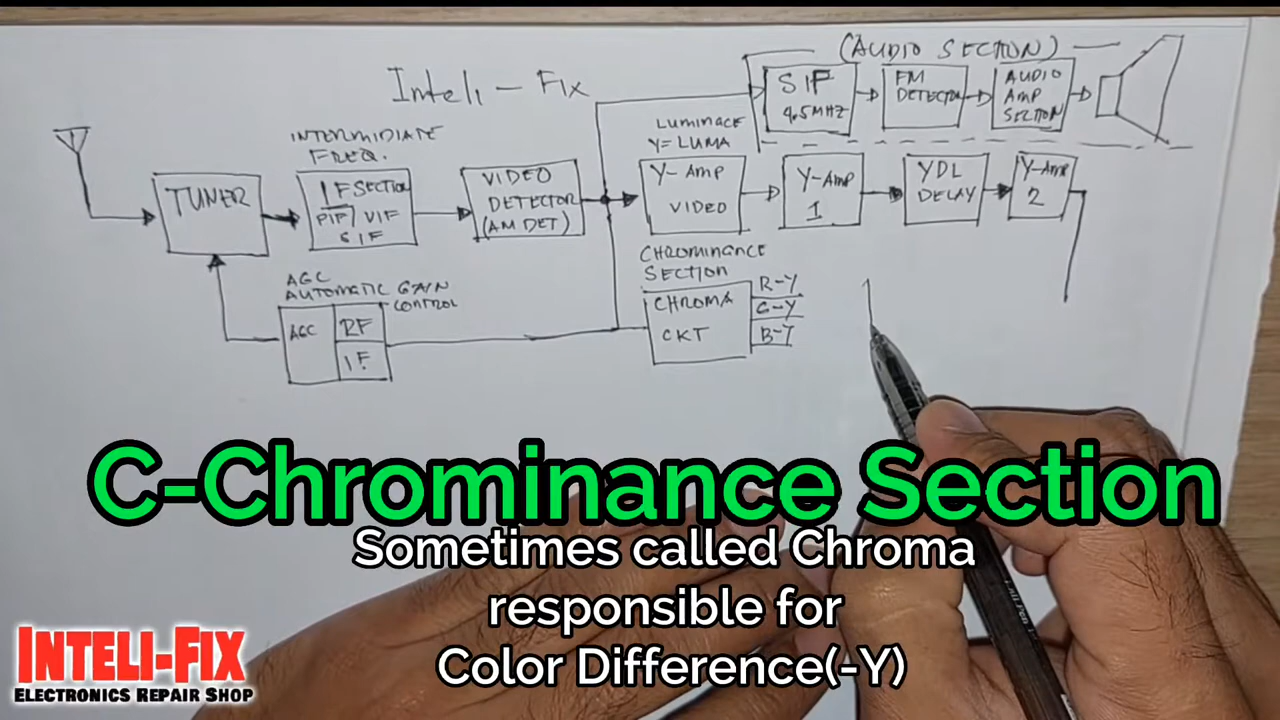 (AUDIO SECTION)
Inteli-Fix
SIF
4.5MHZ
FM
DETECTOR
AUDIO
AMP
SECTION
INTERMIDIATE
FREQ.
LUMINACE
Y=LUMA
TUNER
IF SECTION
PIF/VIF
SIF
VIDEO
DETECTOR
(AM DET)
Y-AMP
VIDEO
Y-AMP
1
YDL
DELAY
Y-AMP
2
AGC
AUTOMATIC GAIN
CONTROL
AGC
RF
IF
CHROMINANCE
SECTION
CHROMA
CKT
R-Y
G-Y
B-Y
C-Chrominance Section
Sometimes called Chroma
responsible for
Color Difference(-Y)
INTELI-FIX
ELECTRONICS REPAIR SHOP